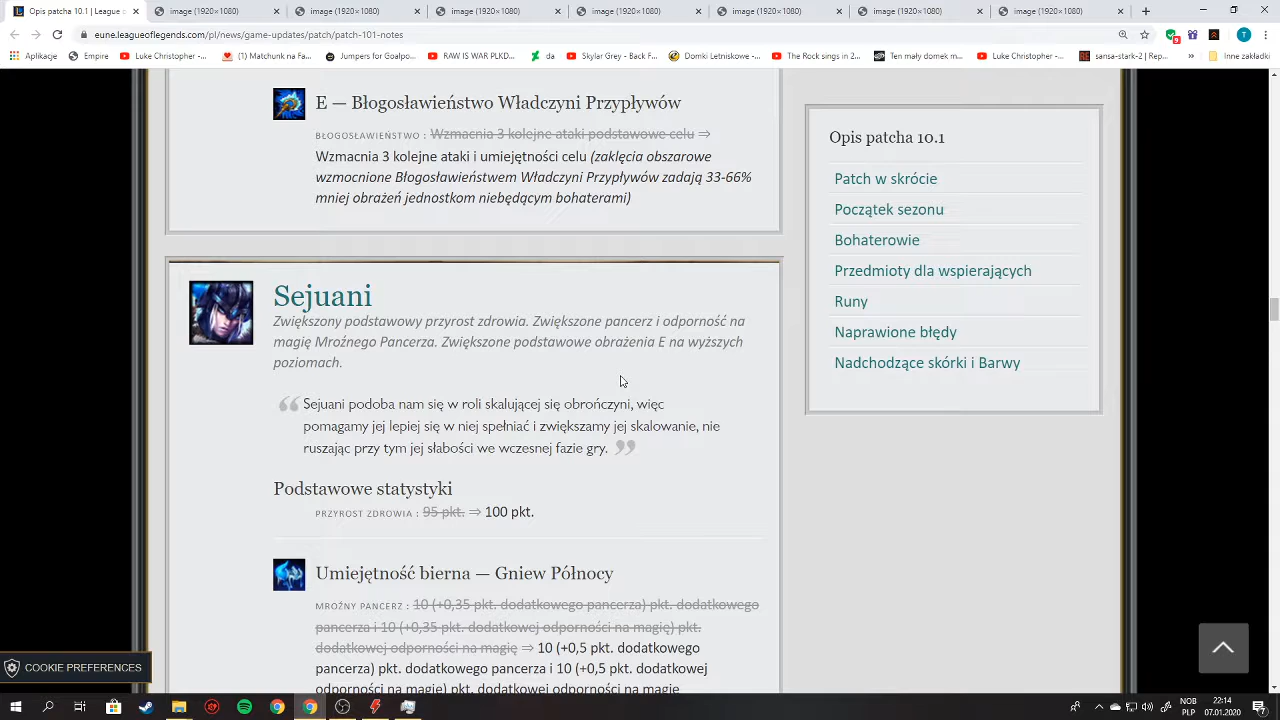 Opis patcha 10.1 | League c
image (1920×1080)
image (1920×1080)
image (1920×1080)
image (1920×1080)
image (1920×1080)
image (1920×1080)
image (1920×1080)
eune.leagueoflegends.com/pl/news/game-updates/patch/patch-101-notes
T
9
Aplikacje
Empire
Luke Christopher -...
(1) Matchunk na Fa...
Jumpers for Goalpo...
RAW IS WAR PLKD...
da
Skylar Grey - Back F...
Domki Letniskowe -...
The Rock sings in 2...
Ten mały domek m...
Luke Christopher -...
sansa-stark-2 | Rep...
»
Inne zakładki
E — Błogosławieństwo Władczyni Przypływów
BŁOGOSŁAWIEŃSTWO : Wzmacnia 3 kolejne ataki podstawowe celu ⇒
Wzmacnia 3 kolejne ataki i umiejętności celu (zaklęcia obszarowe
wzmocnione Błogosławieństwem Władczyni Przypływów zadają 33-66%
mniej obrażeń jednostkom niebędącym bohaterami)
Sejuani
Zwiększony podstawowy przyrost zdrowia. Zwiększone pancerz i odporność na
magię Mroźnego Pancerza. Zwiększone podstawowe obrażenia E na wyższych
poziomach.
“ Sejuani podoba nam się w roli skalującej się obrończyni, więc
pomagamy jej lepiej się w niej spełniać i zwiększamy jej skalowanie, nie
ruszając przy tym jej słabości we wczesnej fazie gry. ”
Podstawowe statystyki
PRZYROST ZDROWIA : 95 pkt. ⇒ 100 pkt.
Umiejętność bierna — Gniew Północy
MROŹNY PANCERZ : 10 (+0,35 pkt. dodatkowego pancerza) pkt. dodatkowego
pancerza i 10 (+0,35 pkt. dodatkowej odporności na magię) pkt.
dodatkowej odporności na magię ⇒ 10 (+0,5 pkt. dodatkowego
pancerza) pkt. dodatkowego pancerza i 10 (+0,5 pkt. dodatkowej
odporności na magię) pkt. dodatkowej odporności na magię
Opis patcha 10.1
Patch w skrócie
Początek sezonu
Bohaterowie
Przedmioty dla wspierających
Runy
Naprawione błędy
Nadchodzące skórki i Barwy
COOKIE PREFERENCES
NOB
PLP
22:14
07.01.2020